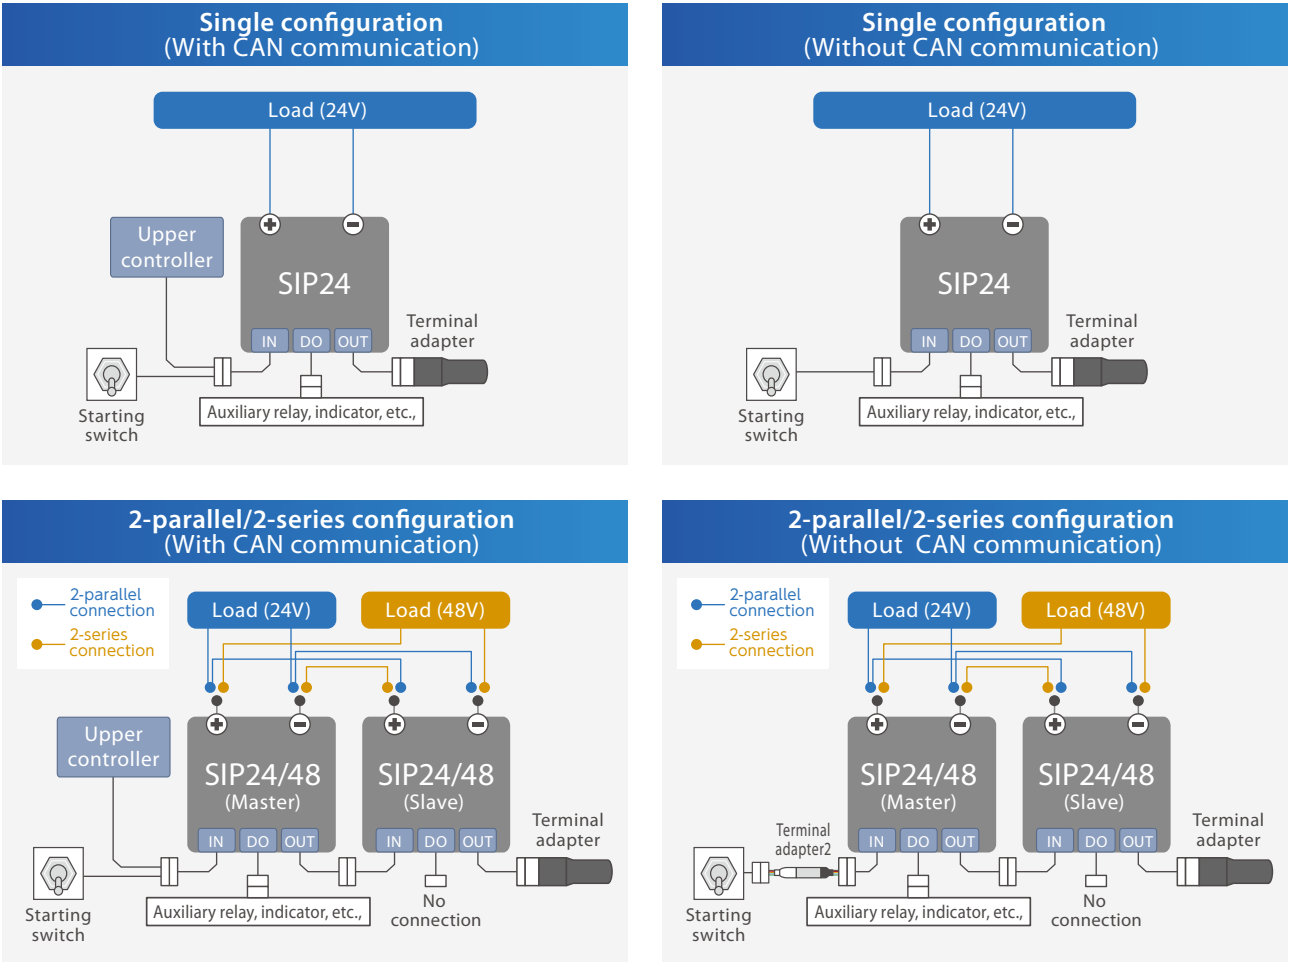 Single configuration
(With CAN communication)
Load (24V)
Upper
controller
SIP24
IN DO OUT
Terminal
adapter
Starting
switch
Auxiliary relay, indicator, etc.,
Single configuration
(Without CAN communication)
Load (24V)
SIP24
IN DO OUT
Terminal
adapter
Starting
switch
Auxiliary relay, indicator, etc.,
2-parallel/2-series configuration
(With CAN communication)
2-parallel
connection
2-series
connection
Load (24V)
Load (48V)
Upper
controller
SIP24/48
(Master)
SIP24/48
(Slave)
IN DO OUT
IN DO OUT
Terminal
adapter
Starting
switch
Auxiliary relay, indicator, etc.,
No
connection
2-parallel/2-series configuration
(Without CAN communication)
2-parallel
connection
2-series
connection
Load (24V)
Load (48V)
SIP24/48
(Master)
SIP24/48
(Slave)
Terminal
adapter2
IN DO OUT
IN DO OUT
Terminal
adapter
Starting
switch
Auxiliary relay, indicator, etc.,
No
connection